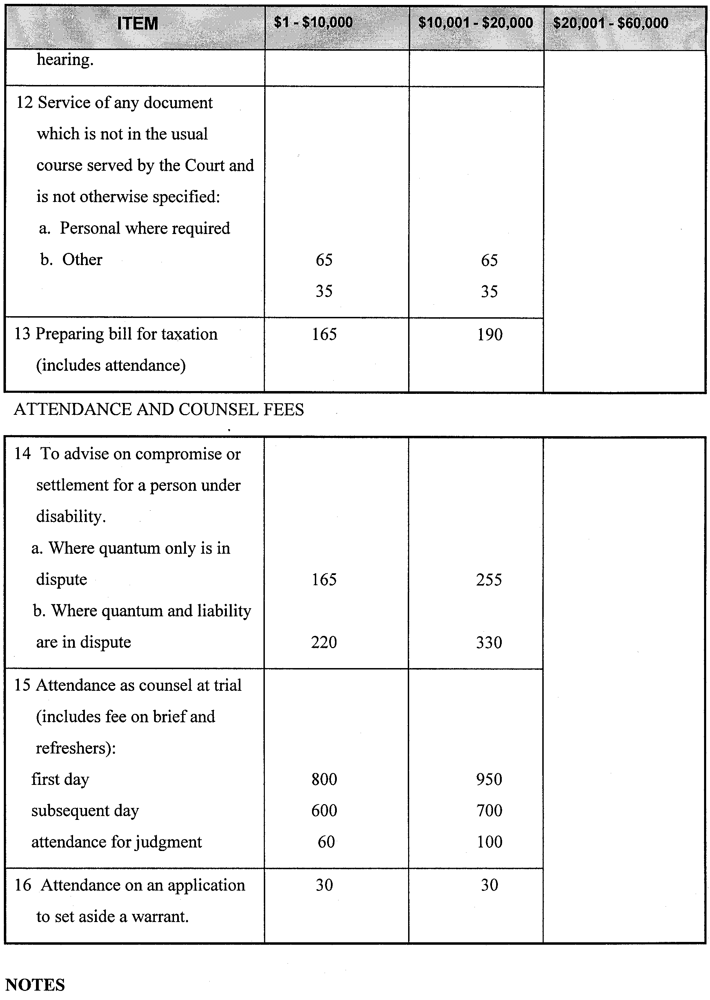 ITEM $1 - $10,000 $10,001 - $20,000 $20,001 - $60,000
hearing.
12 Service of any document
which is not in the usual
course served by the Court and
is not otherwise specified:
a. Personal where required
b. Other 65 65
35 35
13 Preparing bill for taxation 165 190
(includes attendance)
ATTENDANCE AND COUNSEL FEES
14 To advise on compromise or
settlement for a person under
disability.
a. Where quantum only is in
dispute 165 255
b. Where quantum and liability
are in dispute 220 330
15 Attendance as counsel at trial
(includes fee on brief and
refreshers):
first day 800 950
subsequent day 600 700
attendance for judgment 60 100
16 Attendance on an application 30 30
to set aside a warrant.
NOTES